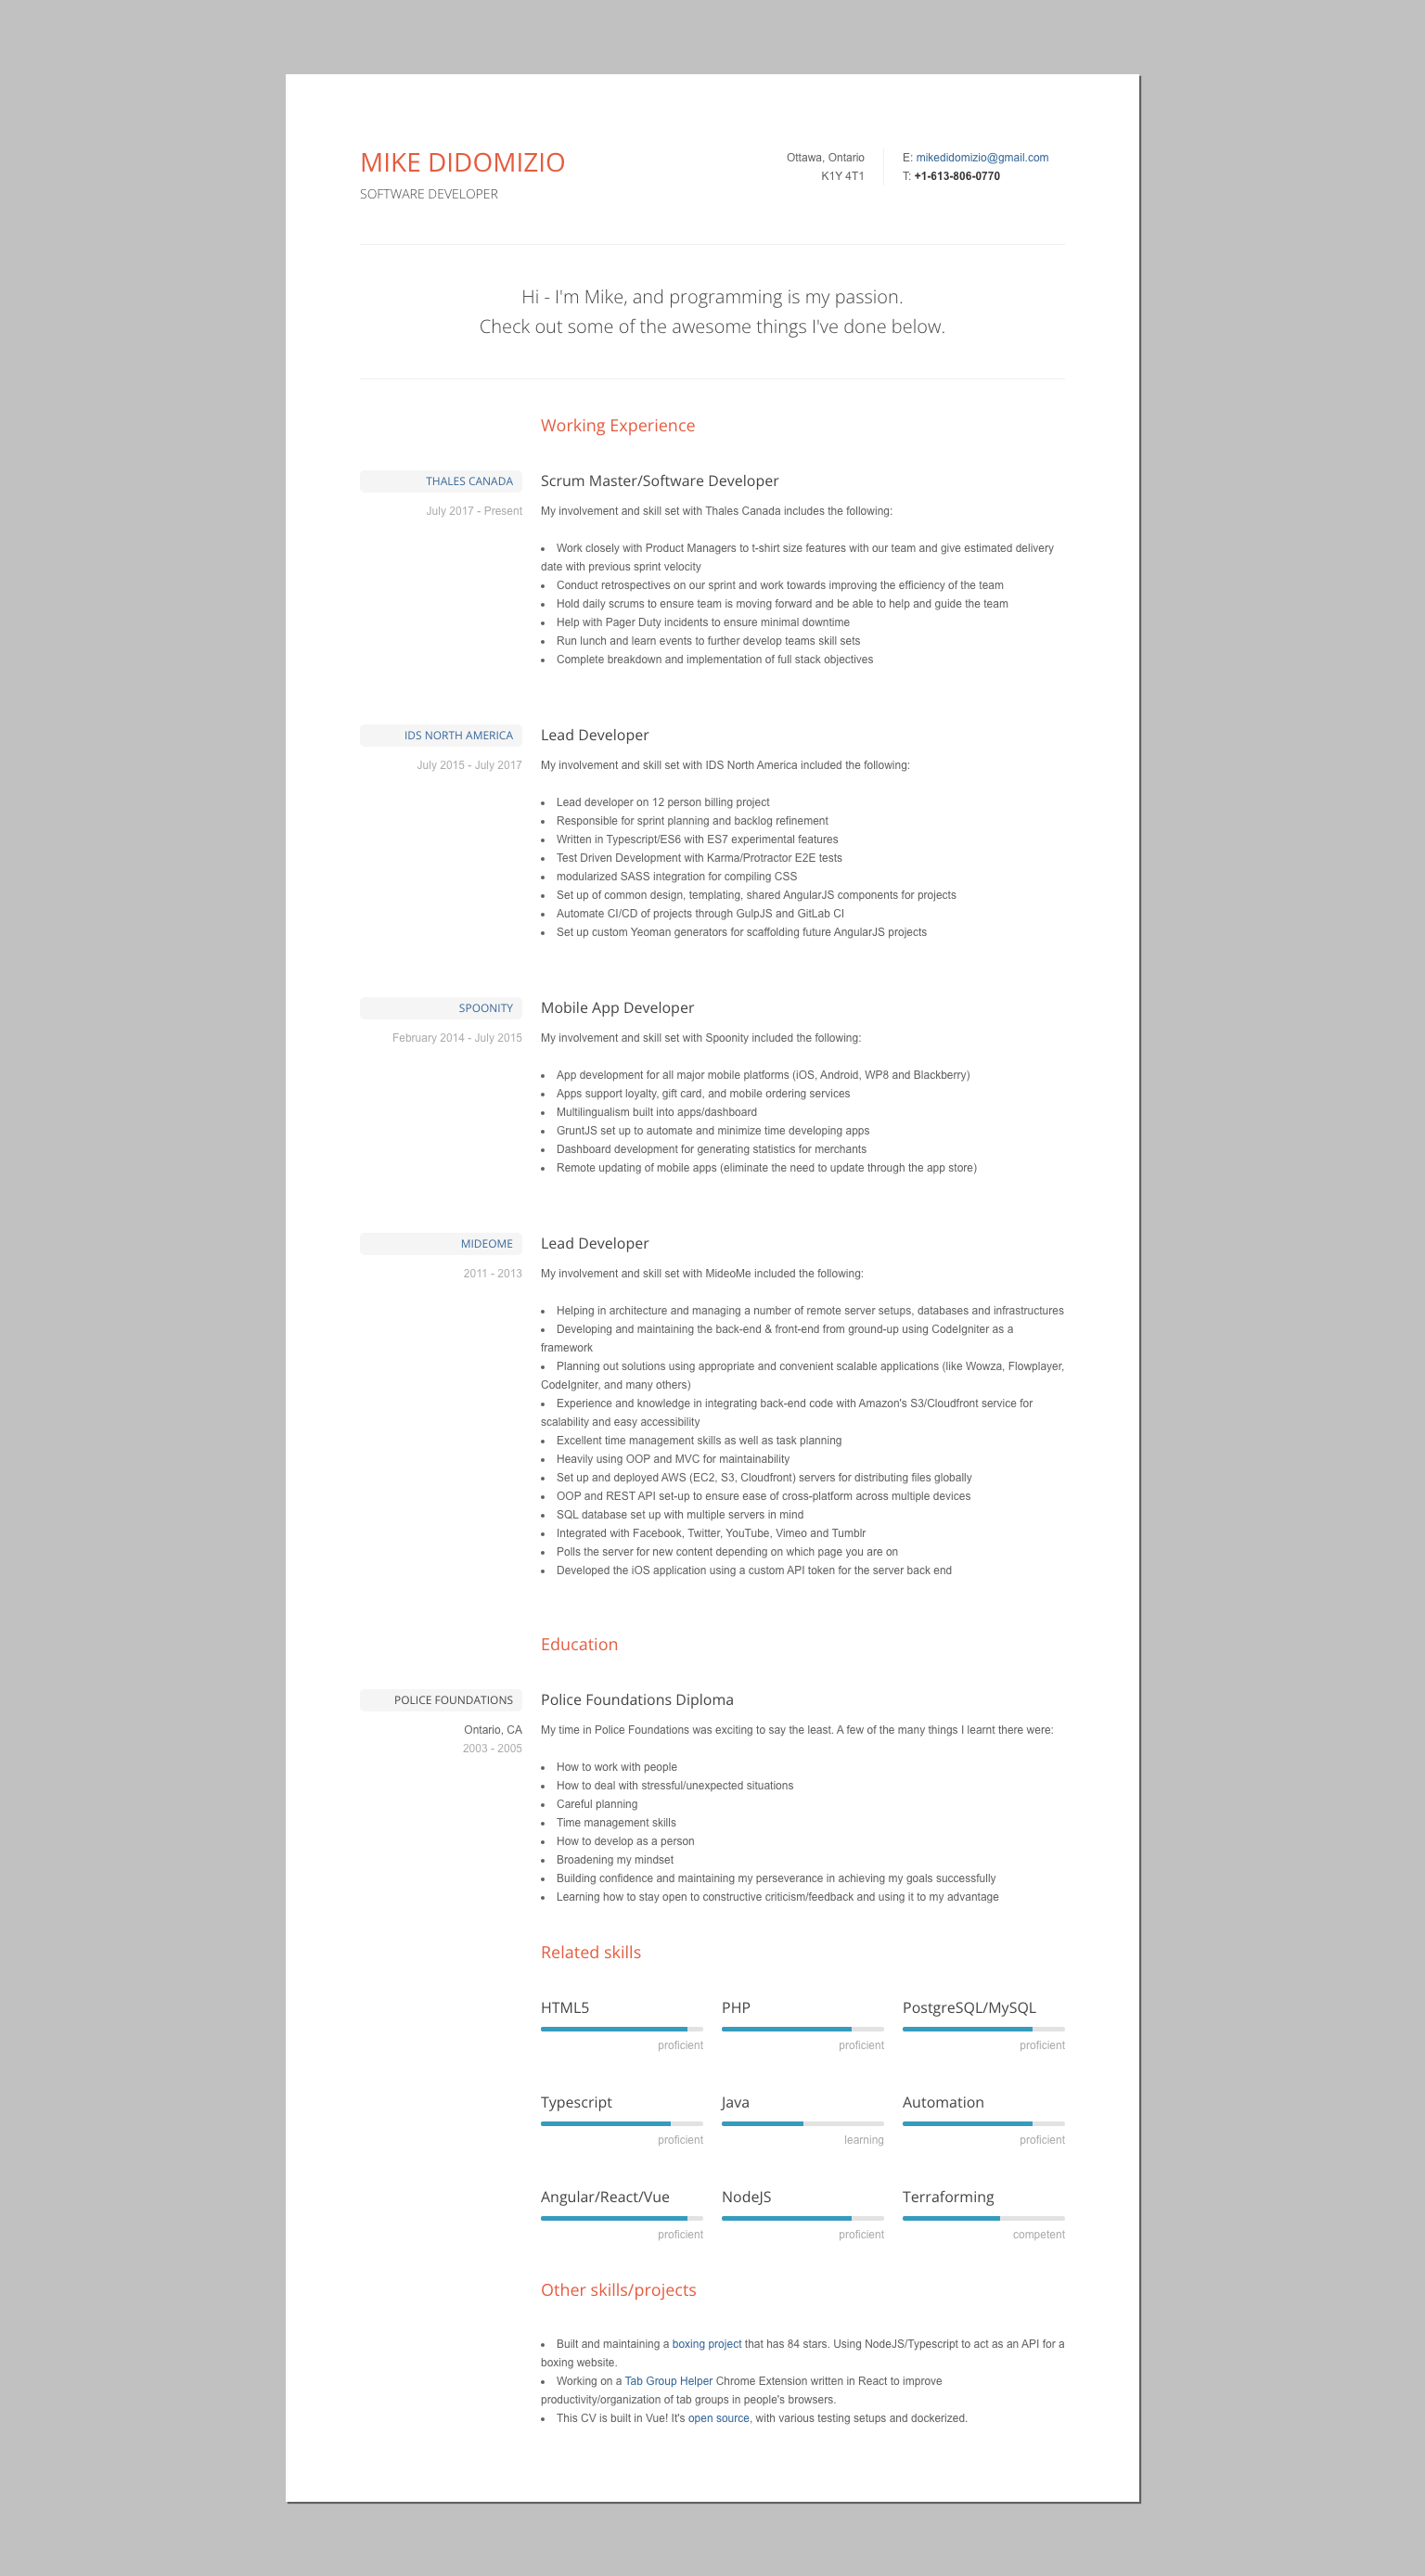 MIKE DIDOMIZIO
SOFTWARE DEVELOPER
Ottawa, Ontario
K1Y 4T1
E: mikedidomizio@gmail.com
T: +1-613-806-0770
Hi - I'm Mike, and programming is my passion.
Check out some of the awesome things I've done below.
Working Experience
THALES CANADA
July 2017 - Present
Scrum Master/Software Developer
My involvement and skill set with Thales Canada includes the following:
• Work closely with Product Managers to t-shirt size features with our team and give estimated delivery
date with previous sprint velocity
• Conduct retrospectives on our sprint and work towards improving the efficiency of the team
• Hold daily scrums to ensure team is moving forward and be able to help and guide the team
• Help with Pager Duty incidents to ensure minimal downtime
• Run lunch and learn events to further develop teams skill sets
• Complete breakdown and implementation of full stack objectives
IDS NORTH AMERICA
July 2015 - July 2017
Lead Developer
My involvement and skill set with IDS North America included the following:
• Lead developer on 12 person billing project
• Responsible for sprint planning and backlog refinement
• Written in Typescript/ES6 with ES7 experimental features
• Test Driven Development with Karma/Protractor E2E tests
• modularized SASS integration for compiling CSS
• Set up of common design, templating, shared AngularJS components for projects
• Automate CI/CD of projects through GulpJS and GitLab CI
• Set up custom Yeoman generators for scaffolding future AngularJS projects
SPOONITY
February 2014 - July 2015
Mobile App Developer
My involvement and skill set with Spoonity included the following:
• App development for all major mobile platforms (iOS, Android, WP8 and Blackberry)
• Apps support loyalty, gift card, and mobile ordering services
• Multilingualism built into apps/dashboard
• GruntJS set up to automate and minimize time developing apps
• Dashboard development for generating statistics for merchants
• Remote updating of mobile apps (eliminate the need to update through the app store)
MIDEOME
2011 - 2013
Lead Developer
My involvement and skill set with MideoMe included the following:
• Helping in architecture and managing a number of remote server setups, databases and infrastructures
• Developing and maintaining the back-end & front-end from ground-up using CodeIgniter as a
framework
• Planning out solutions using appropriate and convenient scalable applications (like Wowza, Flowplayer,
CodeIgniter, and many others)
• Experience and knowledge in integrating back-end code with Amazon's S3/Cloudfront service for
scalability and easy accessibility
• Excellent time management skills as well as task planning
• Heavily using OOP and MVC for maintainability
• Set up and deployed AWS (EC2, S3, Cloudfront) servers for distributing files globally
• OOP and REST API set-up to ensure ease of cross-platform across multiple devices
• SQL database set up with multiple servers in mind
• Integrated with Facebook, Twitter, YouTube, Vimeo and Tumblr
• Polls the server for new content depending on which page you are on
• Developed the iOS application using a custom API token for the server back end
Education
POLICE FOUNDATIONS
Ontario, CA
2003 - 2005
Police Foundations Diploma
My time in Police Foundations was exciting to say the least. A few of the many things I learnt there were:
• How to work with people
• How to deal with stressful/unexpected situations
• Careful planning
• Time management skills
• How to develop as a person
• Broadening my mindset
• Building confidence and maintaining my perseverance in achieving my goals successfully
• Learning how to stay open to constructive criticism/feedback and using it to my advantage
Related skills
HTML5
proficient
PHP
proficient
PostgreSQL/MySQL
proficient
Typescript
proficient
Java
learning
Automation
proficient
Angular/React/Vue
proficient
NodeJS
proficient
Terraforming
competent
Other skills/projects
• Built and maintaining a boxing project that has 84 stars. Using NodeJS/Typescript to act as an API for a
boxing website.
• Working on a Tab Group Helper Chrome Extension written in React to improve
productivity/organization of tab groups in people's browsers.
• This CV is built in Vue! It's open source, with various testing setups and dockerized.